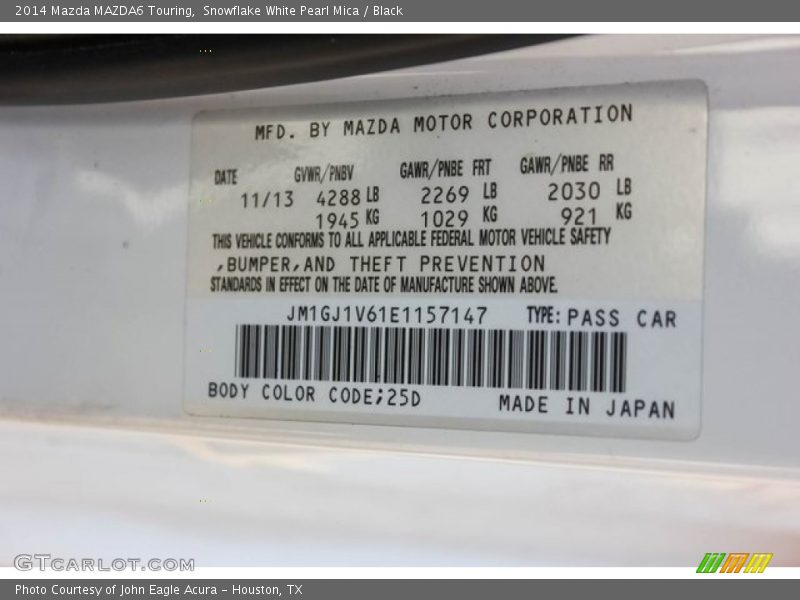 2014 Mazda MAZDA6 Touring,  Snowflake White Pearl Mica / Black
MFD. BY MAZDA MOTOR CORPORATION
DATE GVWR/PNBV GAWR/PNBE FRT GAWR/PNBE RR
11/13 4288 LB 2269 LB 2030 LB
1945 KG 1029 KG 921 KG
THIS VEHICLE CONFORMS TO ALL APPLICABLE FEDERAL MOTOR VEHICLE SAFETY
,BUMPER,AND THEFT PREVENTION
STANDARDS IN EFFECT ON THE DATE OF MANUFACTURE SHOWN ABOVE.
JM1GJ1V61E1157147 TYPE: PASS CAR
BODY COLOR CODE;25D MADE IN JAPAN
GTCARLOT.COM
Photo Courtesy of John Eagle Acura - Houston, TX